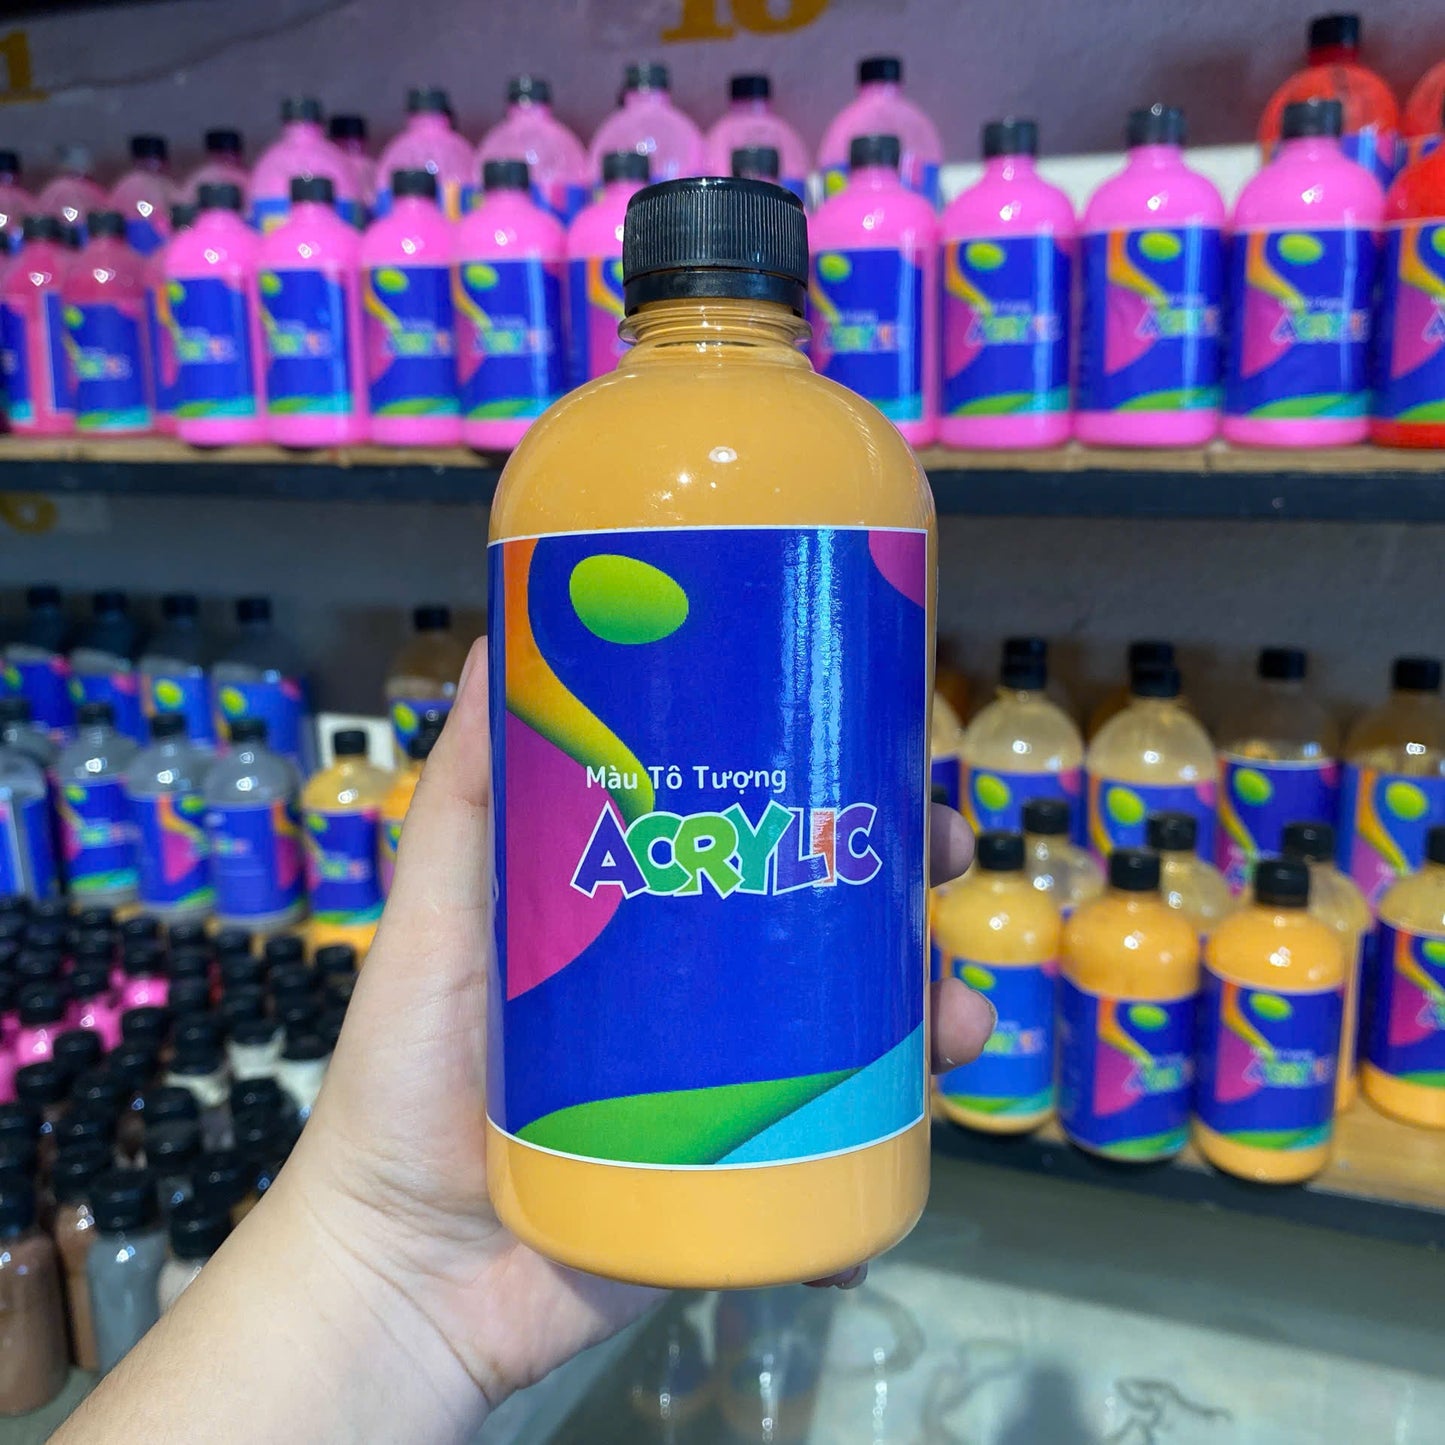 Màu Tô Tượng
ACRYLIC